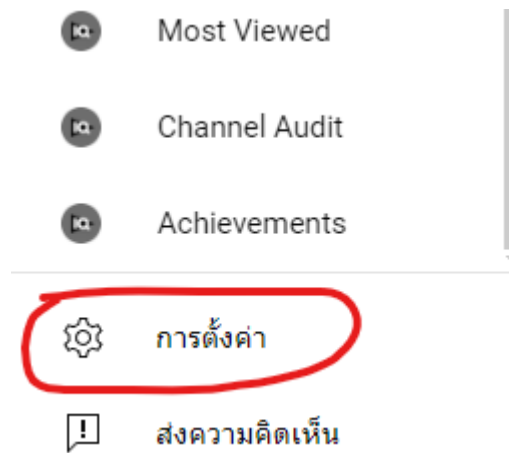 Most Viewed
Channel Audit
Achievements
การตั้งค่า
ส่งความคิดเห็น